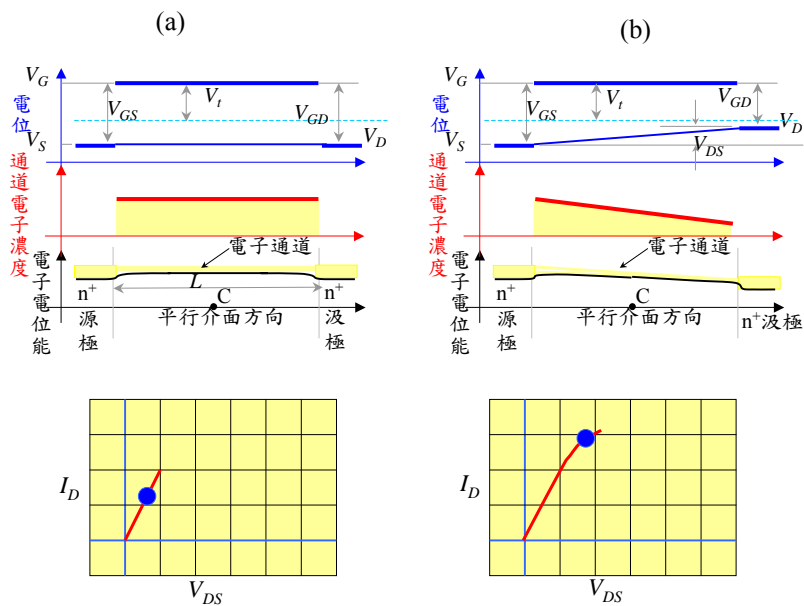 (a)
V_G
電位
V_GS
V_t
V_GD
V_S
V_D
通道電子濃度
電子電位能
電子通道
L
n⁺
源極
C
平行介面方向
n⁺
汲極
I_D
V_DS
(b)
V_G
電位
V_GS
V_t
V_GD
V_D
V_S
V_DS
通道電子濃度
電子電位能
電子通道
n⁺
源極
C
平行介面方向
n⁺汲極
I_D
V_DS